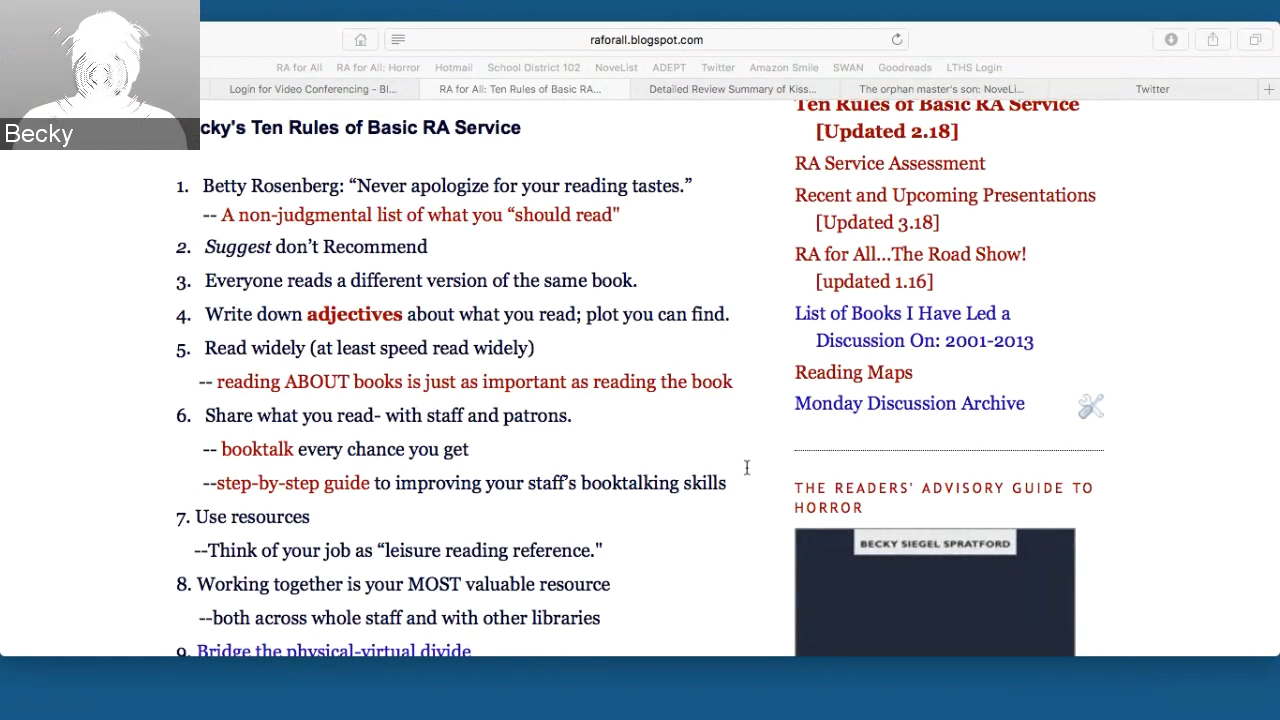 raforall.blogspot.com
RA for All RA for All: Horror Hotmail School District 102 NoveList ADEPT Twitter Amazon Smile SWAN Goodreads LTHS Login
Login for Video Conferencing - Bl... RA for All: Ten Rules of Basic RA... Detailed Review Summary of Kiss... The orphan master's son: NoveLi... Twitter
Becky
cky's Ten Rules of Basic RA Service
1. Betty Rosenberg: “Never apologize for your reading tastes.”
-- A non-judgmental list of what you “should read"
2. Suggest don’t Recommend
3. Everyone reads a different version of the same book.
4. Write down adjectives about what you read; plot you can find.
5. Read widely (at least speed read widely)
-- reading ABOUT books is just as important as reading the book
6. Share what you read- with staff and patrons.
-- booktalk every chance you get
--step-by-step guide to improving your staff’s booktalking skills
7. Use resources
--Think of your job as “leisure reading reference."
8. Working together is your MOST valuable resource
--both across whole staff and with other libraries
9. Bridge the physical-virtual divide
Ten Rules of Basic RA Service
[Updated 2.18]
RA Service Assessment
Recent and Upcoming Presentations
[Updated 3.18]
RA for All...The Road Show!
[updated 1.16]
List of Books I Have Led a
Discussion On: 2001-2013
Reading Maps
Monday Discussion Archive
THE READERS' ADVISORY GUIDE TO
HORROR
BECKY SIEGEL SPRATFORD